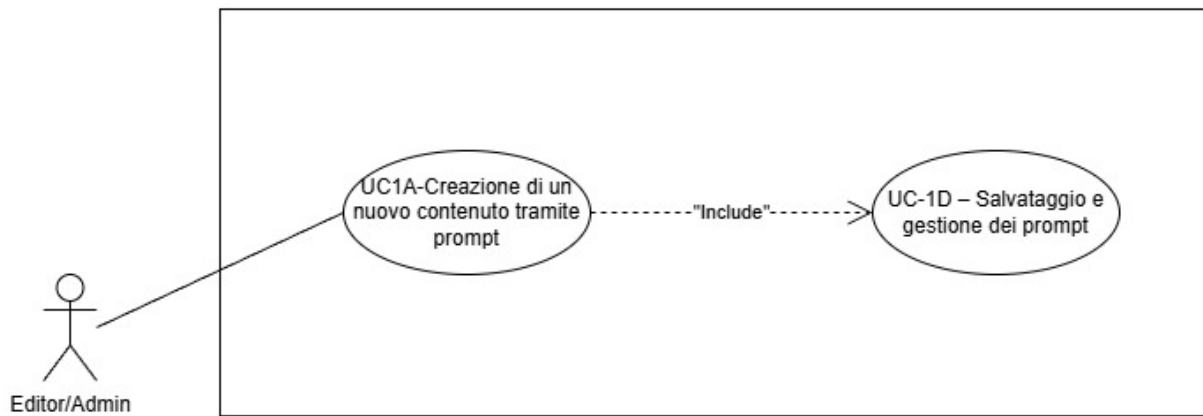 UC1A-Creazione di un
nuovo contenuto tramite
prompt
"Include"
UC-1D – Salvataggio e
gestione dei prompt
Editor/Admin